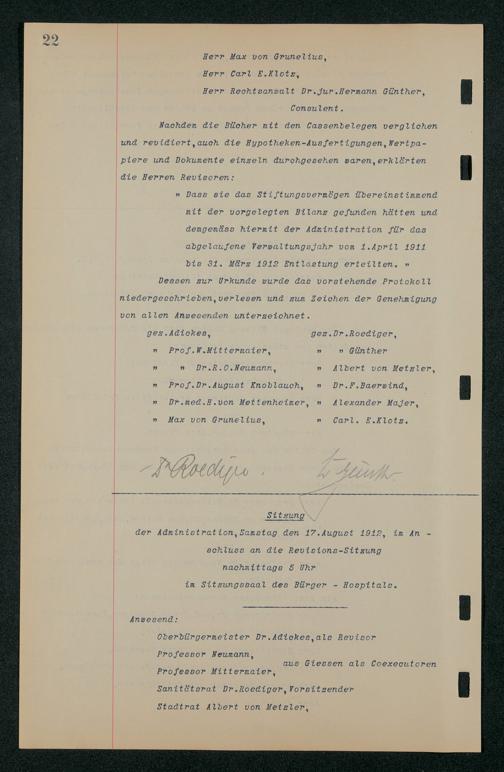 22
Herr Max von Grunelius,
Herr Carl E.Klotz,
Herr Rechtsanwalt Dr.jur.Hermann Günther,
Consulent.
Nachdem die Bücher mit den Cassenbelegen verglichen
und revidiert,auch die Hypotheken-Ausfertigungen,Wertpa-
piere und Dokumente einzeln durchgesehen waren,erklärten
die Herren Revisoren:
" Dass sie das Stiftungsvermögen übereinstimmend
mit der vorgelegten Bilanz gefunden hätten und
demgemäss hiermit der Administration für das
abgelaufene Verwaltungsjahr vom 1.April 1911
bis 31. März 1912 Entlastung erteilten. "
Dessen zur Urkunde wurde das vorstehende Protokoll
niedergeschrieben,verlesen und zum Zeichen der Genehmigung
von allen Anwesenden unterzeichnet.
gez.Adickes, gez.Dr.Roediger,
" Prof.W.Mittermaier, " " Günther
" " Dr.R.O.Neumann, " Albert von Metzler,
" Prof.Dr.August Knoblauch, " Dr.F.Baerwind,
" Dr.med.H.von Mettenheimer, " Alexander Majer,
" Max von Grunelius, " Carl. E.Klotz.
Dr Roediger.
Sitzung
der Administration,Samstag den 17.August 1912, im An -
schluss an die Revisions-Sitzung
nachmittags 5 Uhr
im Sitzungssaal des Bürger - Hospitals.
Anwesend:
Oberbürgermeister Dr.Adickes,als Revisor
Professor Neumann,
aus Giessen als Coexecutoren
Professor Mittermaier,
Sanitätsrat Dr.Roediger,Vorsitzender
Stadtrat Albert von Metzler,